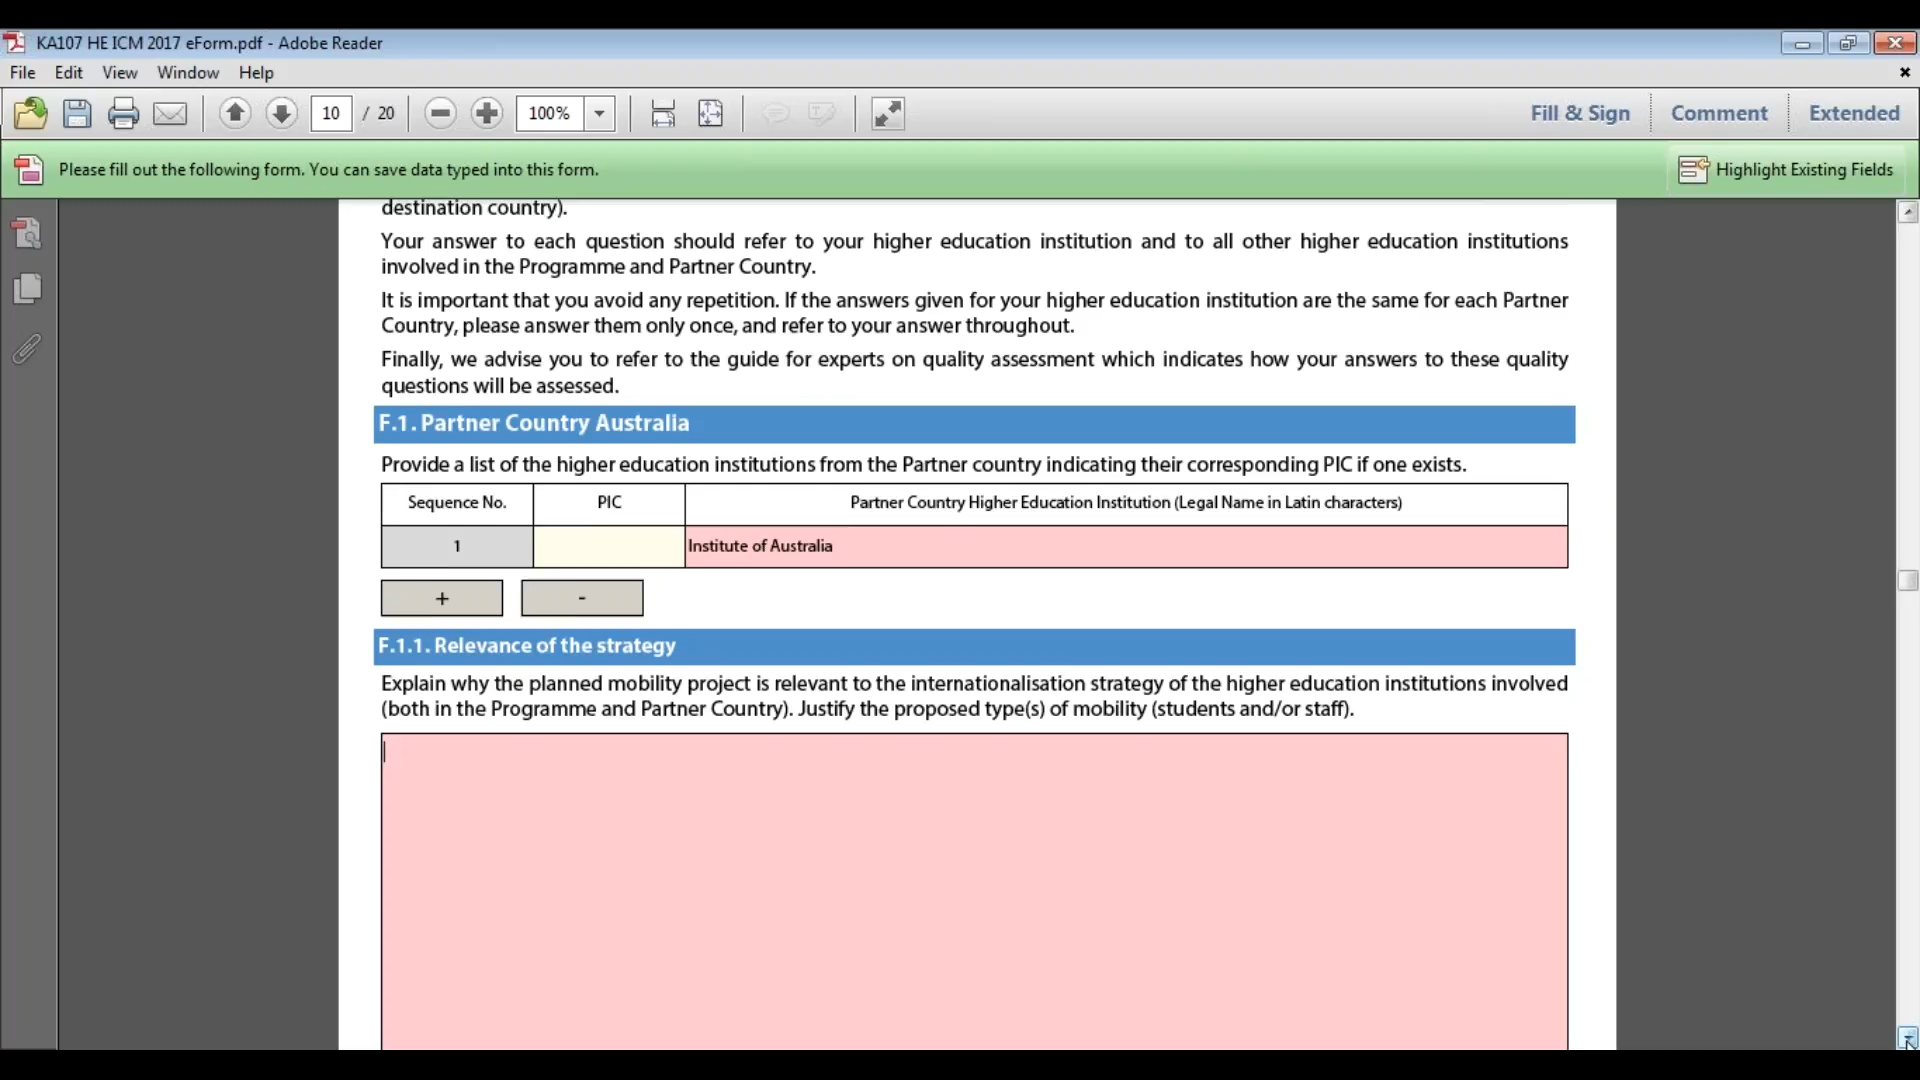 KA107 HE ICM 2017 eForm.pdf - Adobe Reader
File Edit View Window Help
10 / 20 100% Fill & Sign Comment Extended
Please fill out the following form. You can save data typed into this form. Highlight Existing Fields
destination country).
Your answer to each question should refer to your higher education institution and to all other higher education institutions
involved in the Programme and Partner Country.
It is important that you avoid any repetition. If the answers given for your higher education institution are the same for each Partner
Country, please answer them only once, and refer to your answer throughout.
Finally, we advise you to refer to the guide for experts on quality assessment which indicates how your answers to these quality
questions will be assessed.
F.1. Partner Country Australia
Provide a list of the higher education institutions from the Partner country indicating their corresponding PIC if one exists.
Sequence No. PIC Partner Country Higher Education Institution (Legal Name in Latin characters)
1 Institute of Australia
+ -
F.1.1. Relevance of the strategy
Explain why the planned mobility project is relevant to the internationalisation strategy of the higher education institutions involved
(both in the Programme and Partner Country). Justify the proposed type(s) of mobility (students and/or staff).